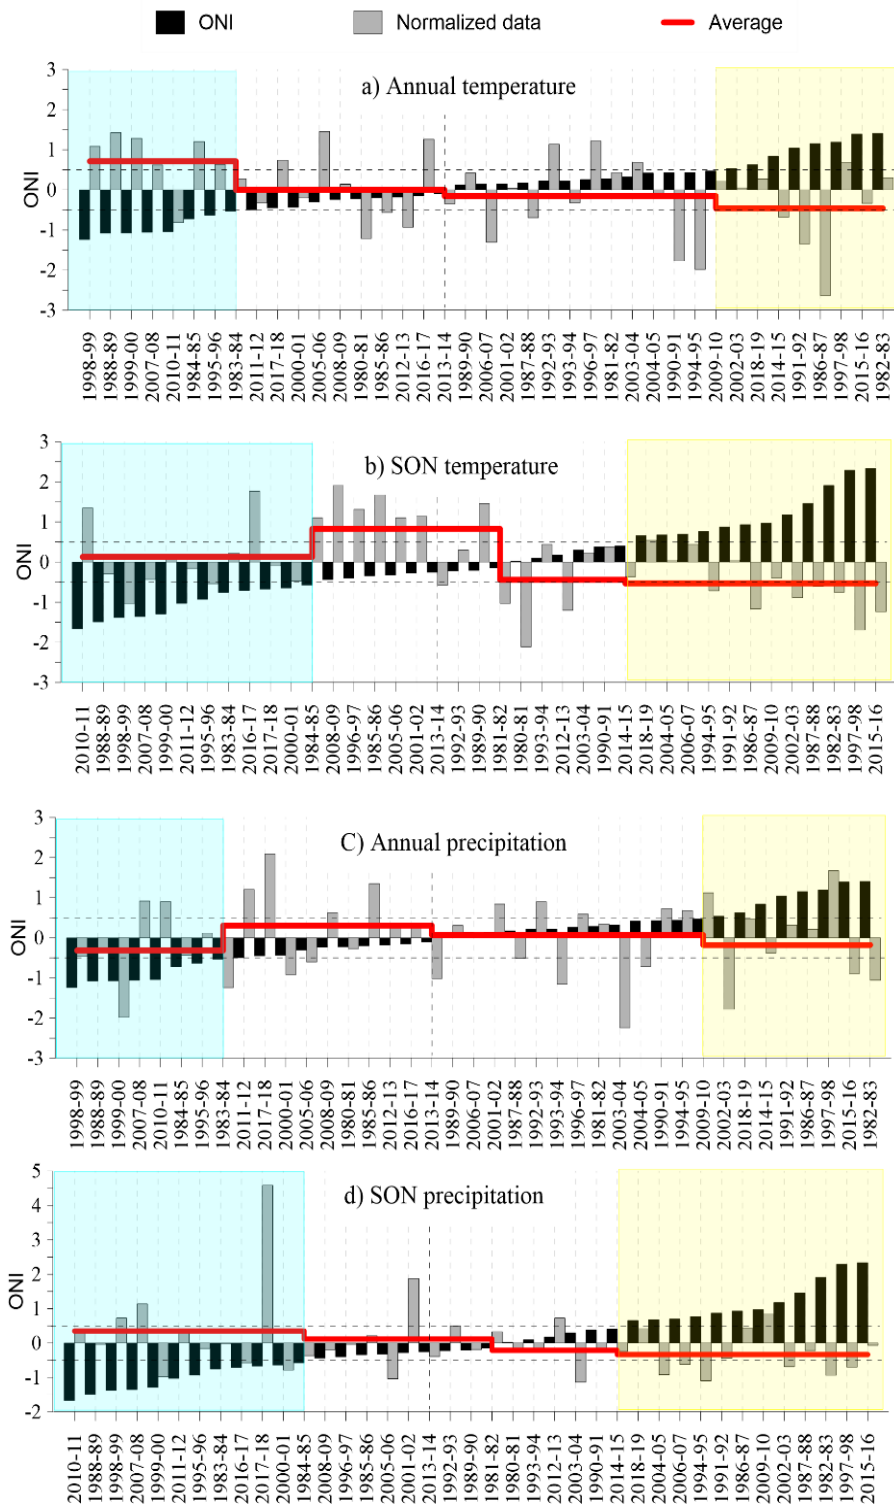 ONI Normalized data Average
a) Annual temperature
ONI
3
2
1
0
-1
-2
-3
1998-99 1988-89 1999-00 2007-08 2010-11 1984-85 1995-96 1983-84 2011-12 2017-18 2000-01 2005-06 2008-09 1980-81 1985-86 2012-13 2016-17 2013-14 1989-90 2006-07 2001-02 1987-88 1992-93 1993-94 1996-97 1981-82 2003-04 2004-05 1990-91 1994-95 2009-10 2002-03 2018-19 2014-15 1991-92 1986-87 1997-98 2015-16 1982-83
b) SON temperature
ONI
3
2
1
0
-1
-2
-3
2010-11 1988-89 1998-99 2007-08 1999-00 2011-12 1995-96 1983-84 2016-17 2017-18 2000-01 1984-85 2008-09 1996-97 1985-86 2005-06 2001-02 2013-14 1992-93 1989-90 1981-82 1980-81 1993-94 2012-13 2003-04 1990-91 2014-15 2018-19 2004-05 2006-07 1994-95 1991-92 1986-87 2009-10 2002-03 1987-88 1982-83 1997-98 2015-16
C) Annual precipitation
ONI
3
2
1
0
-1
-2
-3
1998-99 1988-89 1999-00 2007-08 2010-11 1984-85 1995-96 1983-84 2011-12 2017-18 2000-01 2005-06 2008-09 1980-81 1985-86 2012-13 2016-17 2013-14 1989-90 2006-07 2001-02 1987-88 1992-93 1993-94 1996-97 1981-82 2003-04 2004-05 1990-91 1994-95 2009-10 2002-03 2018-19 2014-15 1991-92 1986-87 1997-98 2015-16 1982-83
d) SON precipitation
ONI
5
4
3
2
1
0
-1
-2
2010-11 1988-89 1998-99 2007-08 1999-00 2011-12 1995-96 1983-84 2016-17 2017-18 2000-01 1984-85 2008-09 1996-97 1985-86 2005-06 2001-02 2013-14 1992-93 1989-90 1981-82 1980-81 1993-94 2012-13 2003-04 1990-91 2014-15 2018-19 2004-05 2006-07 1994-95 1991-92 1986-87 2009-10 2002-03 1987-88 1982-83 1997-98 2015-16